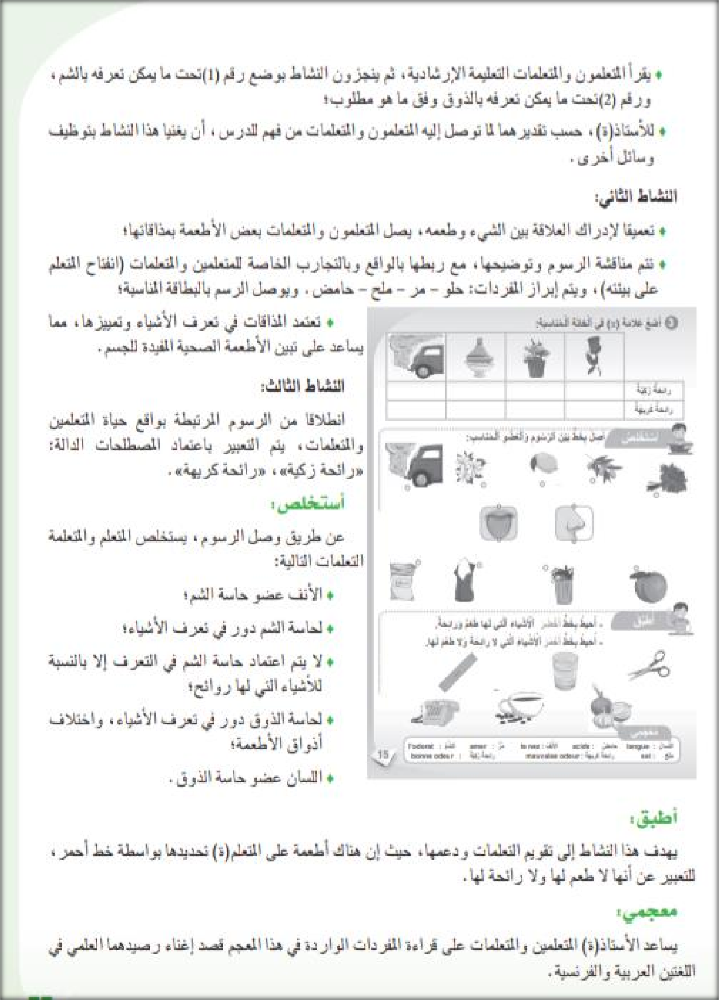 ♦ يقرأ المتعلمون والمتعلمات التعليمة الإرشادية، ثم ينجزون النشاط بوضع رقم (1)تحت ما يمكن تعرفه بالشم،
ورقم (2)تحت ما يمكن تعرفه بالذوق وفق ما هو مطلوب؛
♦ للأستاذ(ة)، حسب تقديرهما لما توصل إليه المتعلمون والمتعلمات من فهم للدرس، أن يغنيا هذا النشاط بتوظيف
وسائل أخرى.
النشاط الثاني:
♦ تعميقا لإدراك العلاقة بين الشيء وطعمه، يصل المتعلمون والمتعلمات بعض الأطعمة بمذاقاتها؛
♦ تتم مناقشة الرسوم وتوضيحها، مع ربطها بالواقع وبالتجارب الخاصة للمتعلمين والمتعلمات (انفتاح المتعلم
على بيئته)، ويتم إبراز المفردات: حلو – مر – ملح – حامض. ويوصل الرسم بالبطاقة المناسبة؛
♦ تعتمد المذاقات في تعرف الأشياء وتمييزها، مما
يساعد على تبين الأطعمة الصحية المفيدة للجسم.
النشاط الثالث:
انطلاقا من الرسوم المرتبطة بواقع حياة المتعلمين
والمتعلمات، يتم التعبير باعتماد المصطلحات الدالة:
«رائحة زكية»، «رائحة كريهة».
أستخلص:
عن طريق وصل الرسوم، يستخلص المتعلم والمتعلمة
التعلمات التالية:
♦ الأنف عضو حاسة الشم؛
♦ لحاسة الشم دور في تعرف الأشياء؛
♦ لا يتم اعتماد حاسة الشم في التعرف إلا بالنسبة
للأشياء التي لها روائح؛
♦ لحاسة الذوق دور في تعرف الأشياء، واختلاف
أذواق الأطعمة؛
♦ اللسان عضو حاسة الذوق.
أضع علامة (x) في الخانة المناسبة:
رائحة زكية
رائحة كريهة
أستخلص
أصل بخط بين الرسوم والعضو المناسب:
أطبق
- أحيط بخط أخضر الأشياء التي لها طعم ورائحة.
- أحيط بخط أحمر الأشياء التي لا رائحة ولا طعم لها.
معجمي
اللسان : langue حامض : acide الأنف : le nez مر : amer الشم : l'odorat
ملح : sel رائحة كريهة : mauvaise odeur رائحة زكية : bonne odeur
15
أطبق:
يهدف هذا النشاط إلى تقويم التعلمات ودعمها، حيث إن هناك أطعمة على المتعلم(ة) تحديدها بواسطة خط أحمر،
للتعبير عن أنها لا طعم لها ولا رائحة لها.
معجمي:
يساعد الأستاذ(ة) المتعلمين والمتعلمات على قراءة المفردات الواردة في هذا المعجم قصد إغناء رصيدهما العلمي في
اللغتين العربية والفرنسية.